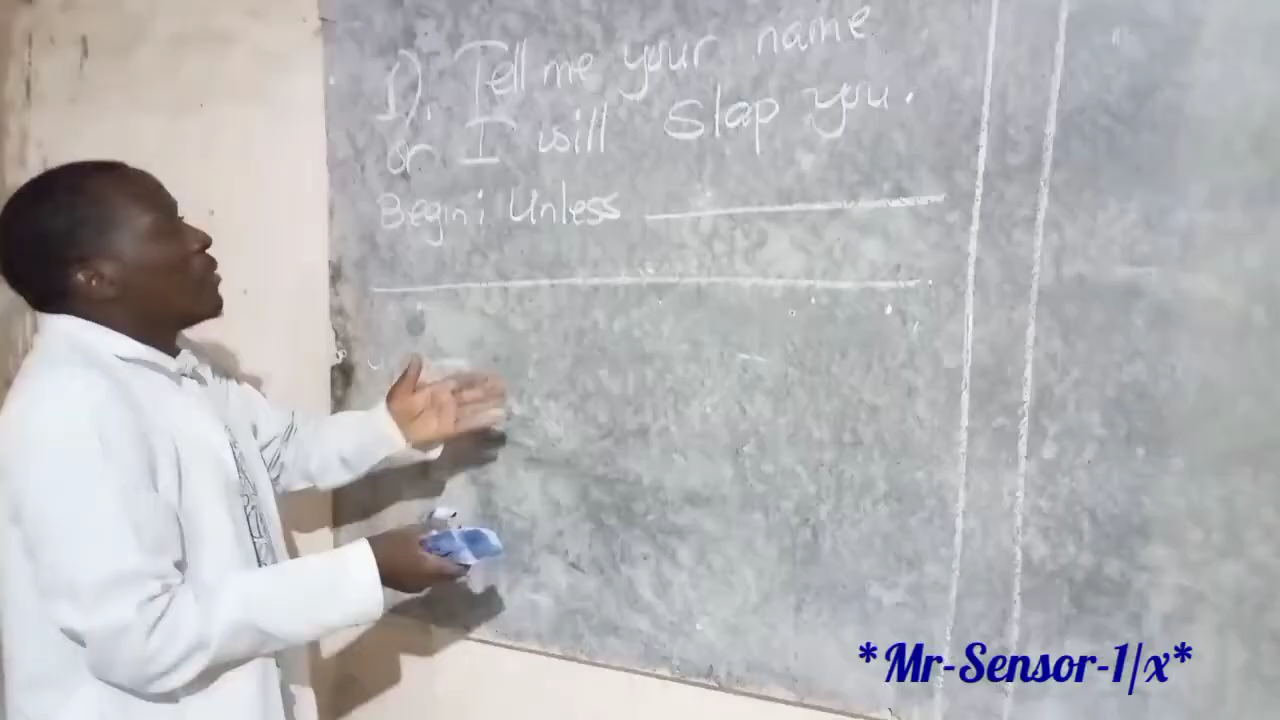 1). Tell me your name
or I will slap you.
Begin: Unless
*Mr-Sensor-1/x*